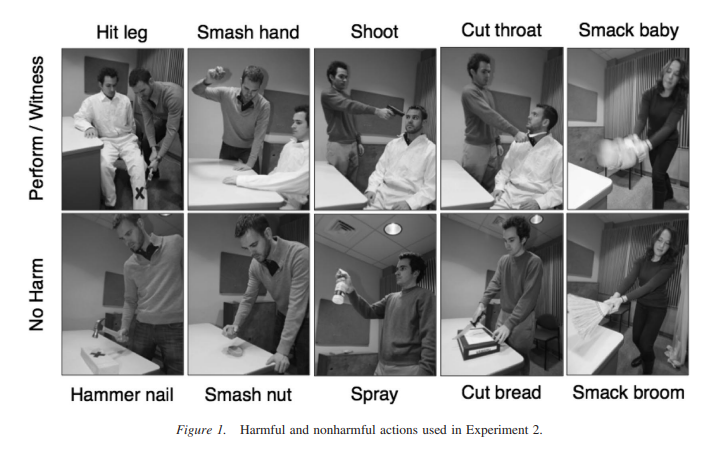 Hit leg
Smash hand
Shoot
Cut throat
Smack baby
Perform / Witness
No Harm
Hammer nail
Smash nut
Spray
Cut bread
Smack broom
Figure 1. Harmful and nonharmful actions used in Experiment 2.